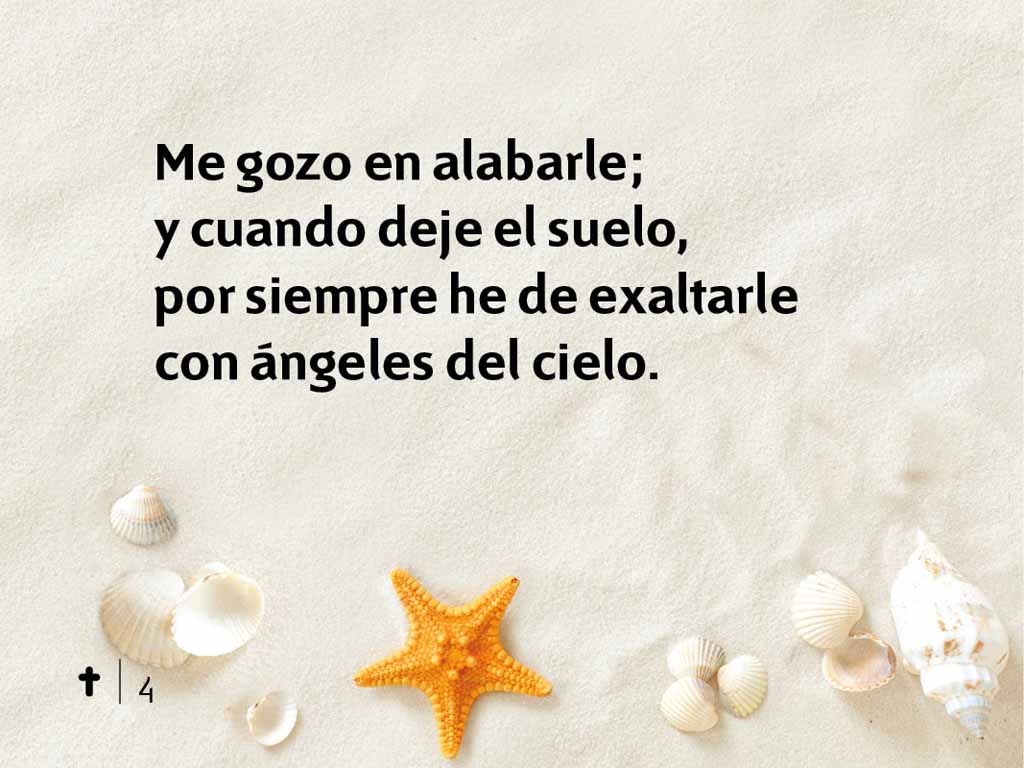 Me gozo en alabarle;
y cuando deje el suelo,
por siempre he de exaltarle
con ángeles del cielo.
4